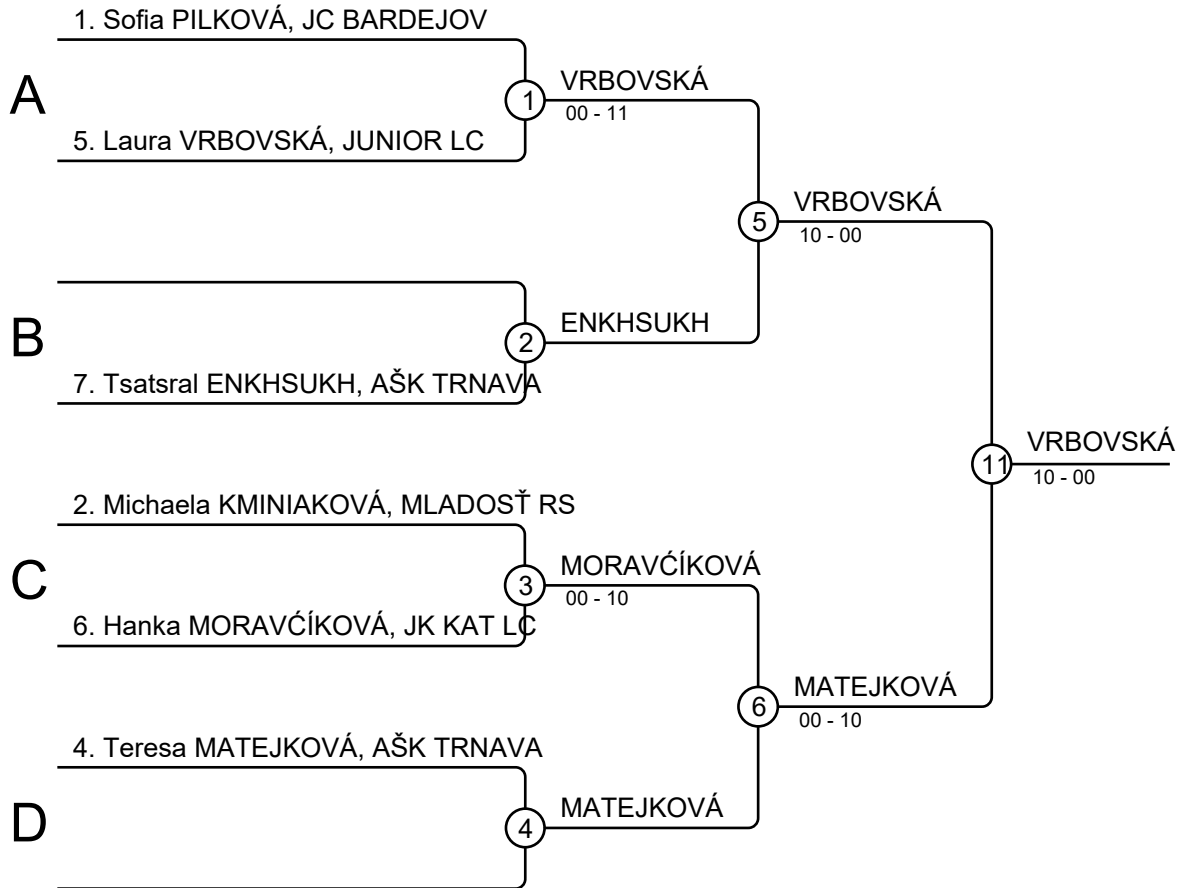 1. Sofia PILKOVÁ, JC BARDEJOV
A
1
VRBOVSKÁ
00 - 11
5. Laura VRBOVSKÁ, JUNIOR LC
5
VRBOVSKÁ
10 - 00
B
2
ENKHSUKH
7. Tsatsral ENKHSUKH, AŠK TRNAVA
11
VRBOVSKÁ
10 - 00
2. Michaela KMINIAKOVÁ, MLADOSŤ RS
C
3
MORAVĆÍKOVÁ
00 - 10
6. Hanka MORAVĆÍKOVÁ, JK KAT LC
6
MATEJKOVÁ
00 - 10
4. Teresa MATEJKOVÁ, AŠK TRNAVA
D
4
MATEJKOVÁ